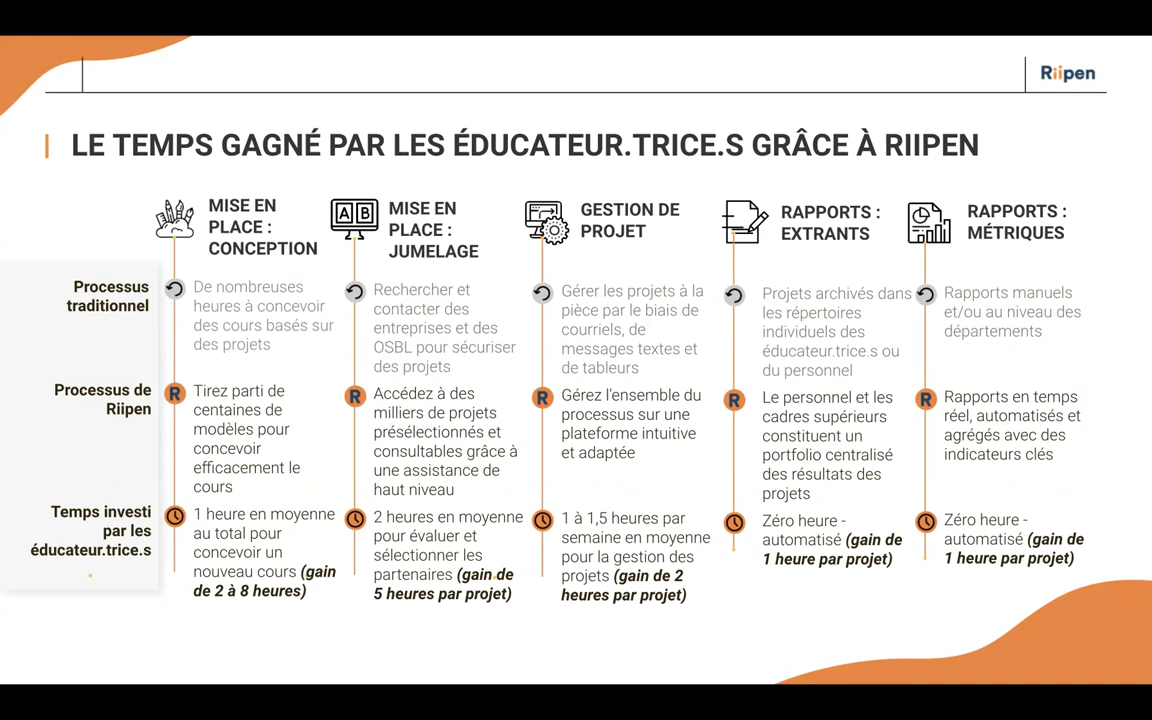 Riipen
LE TEMPS GAGNÉ PAR LES ÉDUCATEUR.TRICE.S GRÂCE À RIIPEN
MISE EN
PLACE :
CONCEPTION
MISE EN
PLACE :
JUMELAGE
GESTION DE
PROJET
RAPPORTS :
EXTRANTS
RAPPORTS :
MÉTRIQUES
Processus
traditionnel
De nombreuses
heures à concevoir
des cours basés sur
des projets
Rechercher et
contacter des
entreprises et des
OSBL pour sécuriser
des projets
Gérer les projets à la
pièce par le biais de
courriels, de
messages textes et
de tableurs
Projets archivés dans
les répertoires
individuels des
éducateur.trice.s ou
du personnel
Rapports manuels
et/ou au niveau des
départements
Processus de
Riipen
R
Tirez parti de
centaines de
modèles pour
concevoir
efficacement le
cours
R
Accédez à des
milliers de projets
présélectionnés et
consultables grâce à
une assistance de
haut niveau
R
Gérez l'ensemble du
processus sur une
plateforme intuitive
et adaptée
R
Le personnel et les
cadres supérieurs
constituent un
portfolio centralisé
des résultats des
projets
R
Rapports en temps
réel, automatisés et
agrégés avec des
indicateurs clés
Temps investi
par les
éducateur.trice.s
1 heure en moyenne
au total pour
concevoir un
nouveau cours (gain
de 2 à 8 heures)
2 heures en moyenne
pour évaluer et
sélectionner les
partenaires (gain de
5 heures par projet)
1 à 1,5 heures par
semaine en moyenne
pour la gestion des
projets (gain de 2
heures par projet)
Zéro heure -
automatisé (gain de
1 heure par projet)
Zéro heure -
automatisé (gain de
1 heure par projet)